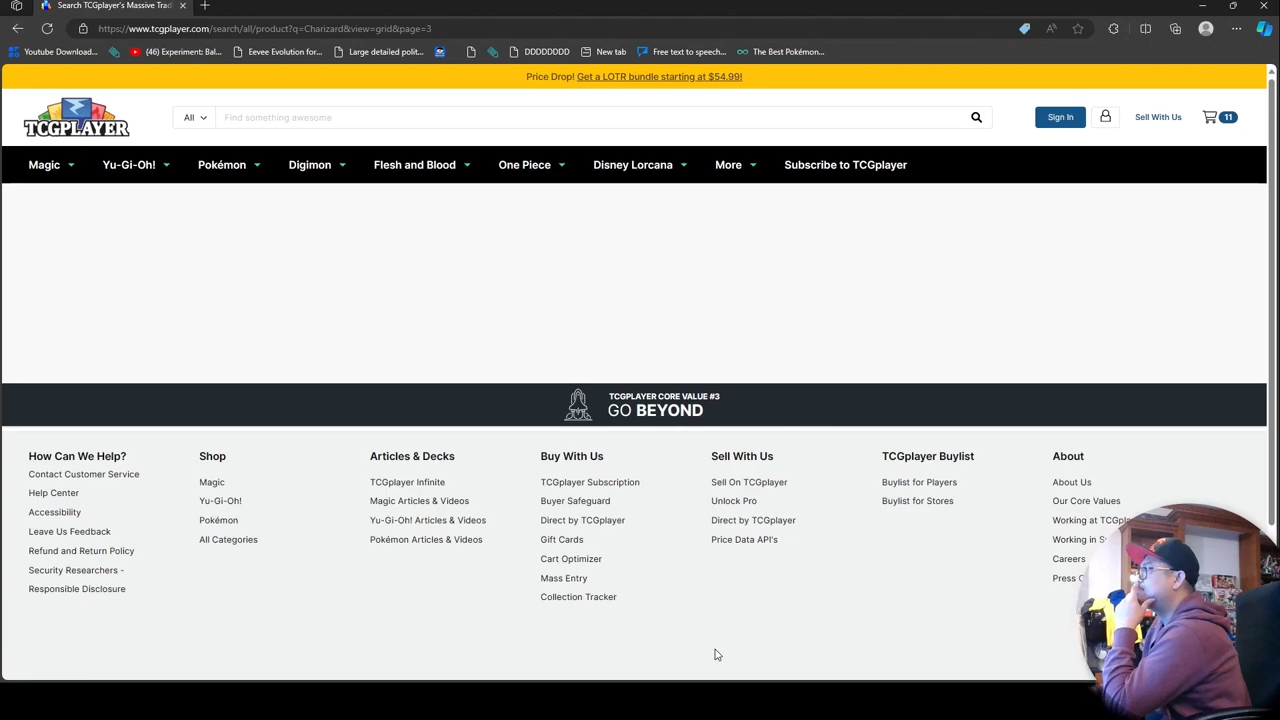 Search TCGplayer's Massive Trad
https://www.tcgplayer.com/search/all/product?q=Charizard&view=grid&page=3
Youtube Download...
(46) Experiment: Bal...
Eevee Evolution for...
Large detailed polit...
DDDDDDDD
New tab
Free text to speech...
The Best Pokémon...
Price Drop! Get a LOTR bundle starting at $54.99!
TCGPLAYER
All
Find something awesome
Sign In
Sell With Us
11
Magic
Yu-Gi-Oh!
Pokémon
Digimon
Flesh and Blood
One Piece
Disney Lorcana
More
Subscribe to TCGplayer
TCGPLAYER CORE VALUE #3
GO BEYOND
How Can We Help?
Contact Customer Service
Help Center
Accessibility
Leave Us Feedback
Refund and Return Policy
Security Researchers -
Responsible Disclosure
Shop
Magic
Yu-Gi-Oh!
Pokémon
All Categories
Articles & Decks
TCGplayer Infinite
Magic Articles & Videos
Yu-Gi-Oh! Articles & Videos
Pokémon Articles & Videos
Buy With Us
TCGplayer Subscription
Buyer Safeguard
Direct by TCGplayer
Gift Cards
Cart Optimizer
Mass Entry
Collection Tracker
Sell With Us
Sell On TCGplayer
Unlock Pro
Direct by TCGplayer
Price Data API's
TCGplayer Buylist
Buylist for Players
Buylist for Stores
About
About Us
Our Core Values
Working at TCGpla
Working in
Careers
Press